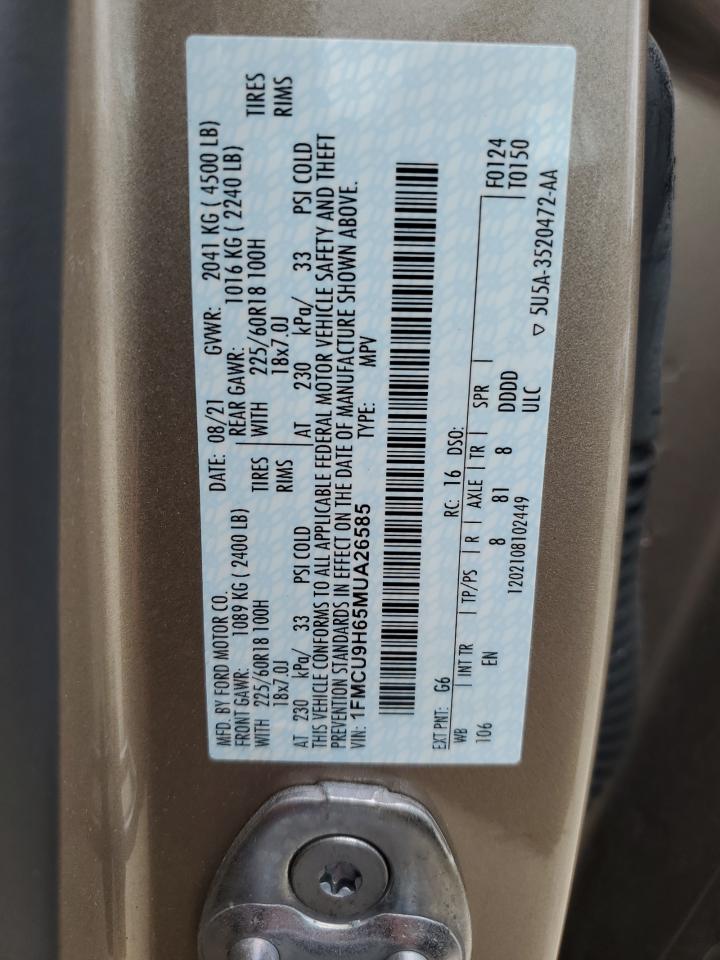 MFD. BY FORD MOTOR CO. DATE: 08/21 GVWR: 2041 KG ( 4500 LB)
FRONT GAWR: 1089 KG ( 2400 LB) REAR GAWR: 1016 KG ( 2240 LB)
WITH 225/60R18 100H TIRES WITH 225/60R18 100H TIRES
18x7.0J RIMS 18x7.0J RIMS
AT 230 kPa/ 33 PSI COLD AT 230 kPa/ 33 PSI COLD
THIS VEHICLE CONFORMS TO ALL APPLICABLE FEDERAL MOTOR VEHICLE SAFETY AND THEFT
PREVENTION STANDARDS IN EFFECT ON THE DATE OF MANUFACTURE SHOWN ABOVE.
VIN: 1FMCU9H65MUA26585 TYPE: MPV
EXT PNT: G6 RC: 16 DSO: F0124
T0150
WB INT TR TP/PS R AXLE TR SPR
106 EN 8 81 8 DDDD
1202108102449 ULC
▽ 5U5A-3520472-AA